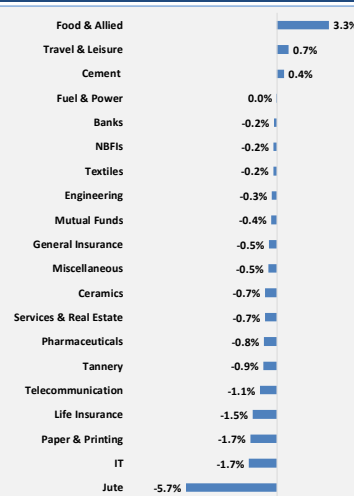 Food & Allied 3.3%
Travel & Leisure 0.7%
Cement 0.4%
Fuel & Power 0.0%
Banks -0.2%
NBFIs -0.2%
Textiles -0.2%
Engineering -0.3%
Mutual Funds -0.4%
General Insurance -0.5%
Miscellaneous -0.5%
Ceramics -0.7%
Services & Real Estate -0.7%
Pharmaceuticals -0.8%
Tannery -0.9%
Telecommunication -1.1%
Life Insurance -1.5%
Paper & Printing -1.7%
IT -1.7%
Jute -5.7%